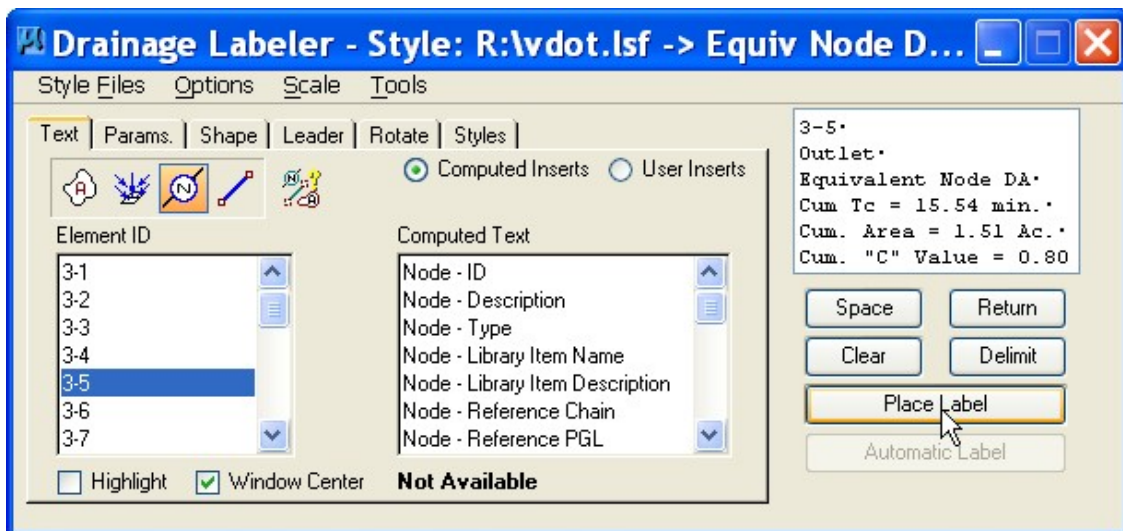 Drainage Labeler - Style: R:\vdot.lsf -> Equiv Node D...
Style Files Options Scale Tools
Text Params. Shape Leader Rotate Styles
Computed Inserts User Inserts
Element ID
3-1
3-2
3-3
3-4
3-5
3-6
3-7
Highlight Window Center
Computed Text
Node - ID
Node - Description
Node - Type
Node - Library Item Name
Node - Library Item Description
Node - Reference Chain
Node - Reference PGL
Not Available
3-5·
Outlet·
Equivalent Node DA·
Cum Tc = 15.54 min.·
Cum. Area = 1.51 Ac.·
Cum. "C" Value = 0.80
Space Return
Clear Delimit
Place Label
Automatic Label